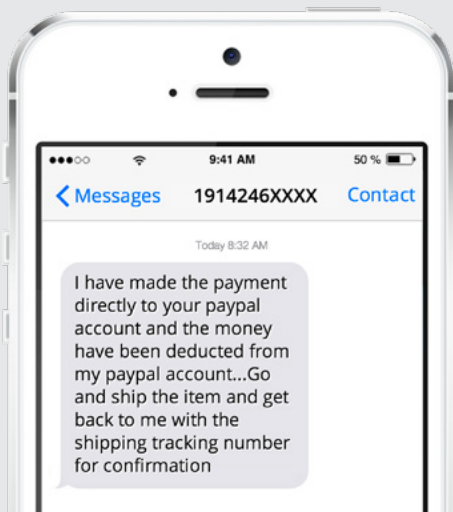 9:41 AM
50 %
Messages
1914246XXXX
Contact
Today 8:32 AM
I have made the payment
directly to your paypal
account and the money
have been deducted from
my paypal account...Go
and ship the item and get
back to me with the
shipping tracking number
for confirmation